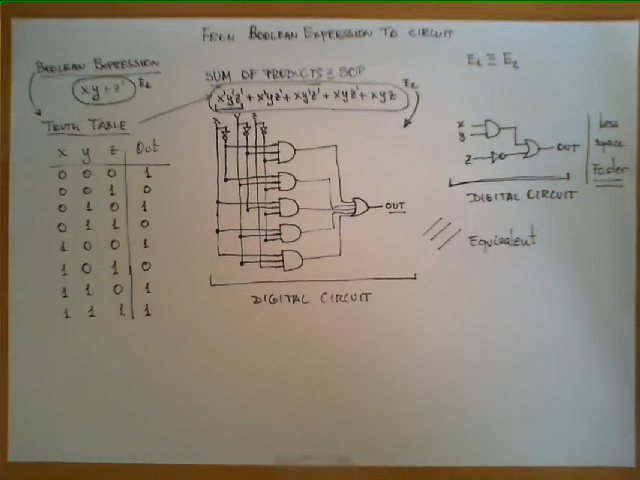 FROM BOOLEAN EXPRESSION TO CIRCUIT
BOOLEAN EXPRESSION
xy + z' E1
TRUTH TABLE
x y z Out
0 0 0 1
0 0 1 0
0 1 0 1
0 1 1 0
1 0 0 1
1 0 1 0
1 1 0 1
1 1 1 1
SUM OF PRODUCTS ≡ SOP
E2
x'y'z' + x'yz' + xy'z' + xyz' + xyz
x y z
OUT
DIGITAL CIRCUIT
E1 ≡ E2
x
y
z
OUT
DIGITAL CIRCUIT
Less
space
Faster
Equivalent